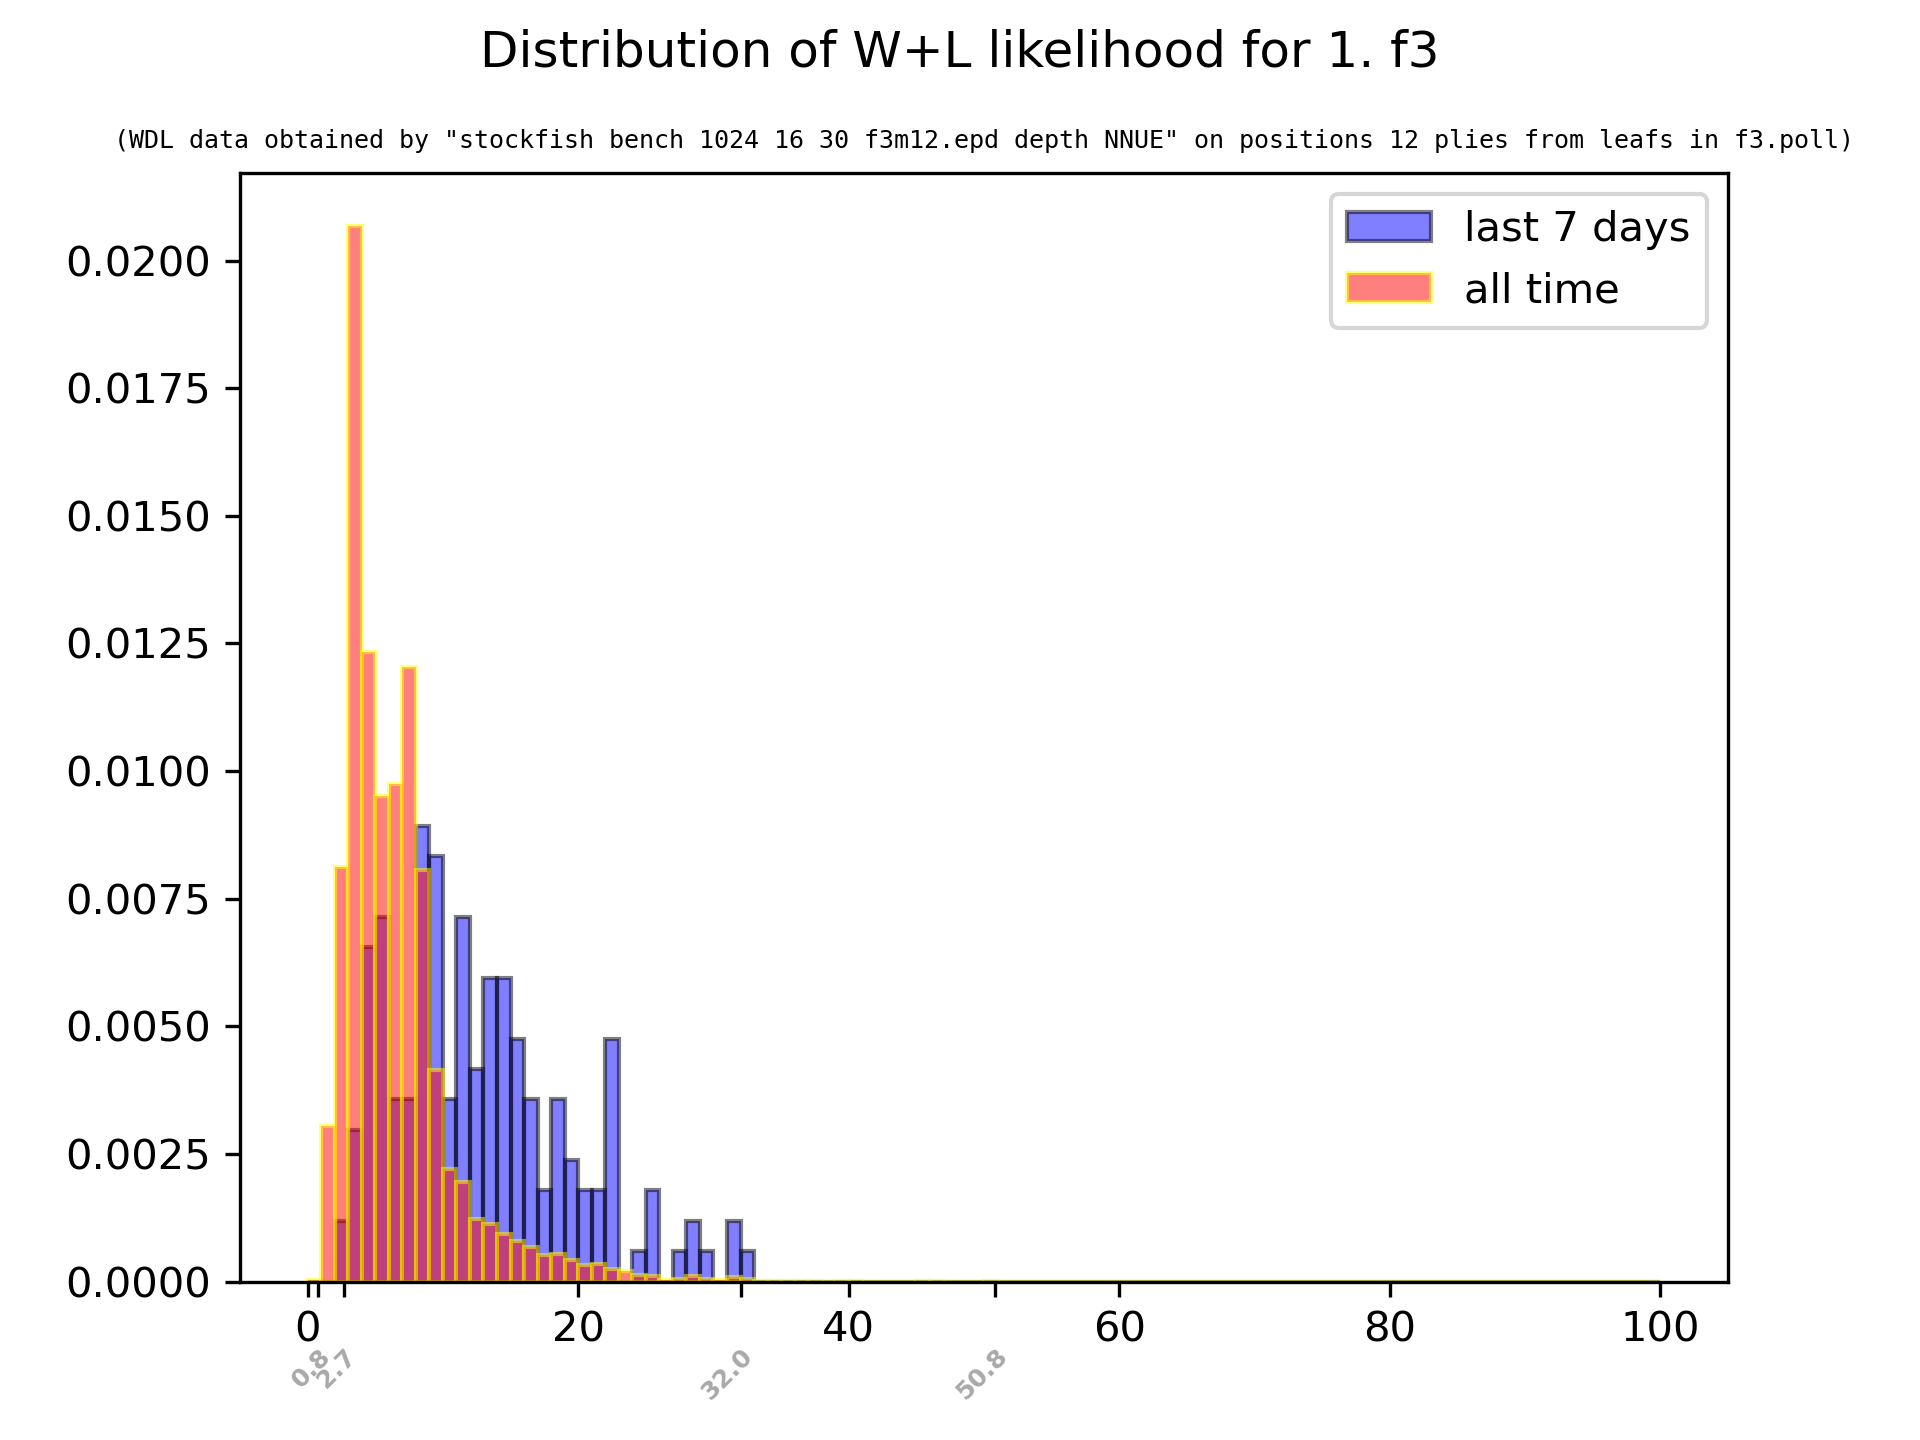 Distribution of W+L likelihood for 1. f3
(WDL data obtained by "stockfish bench 1024 16 30 f3m12.epd depth NNUE" on positions 12 plies from leafs in f3.poll)
last 7 days
all time
0.0200
0.0175
0.0150
0.0125
0.0100
0.0075
0.0050
0.0025
0.0000
0 20 40 60 80 100
0.8 2.7 32.0 50.8